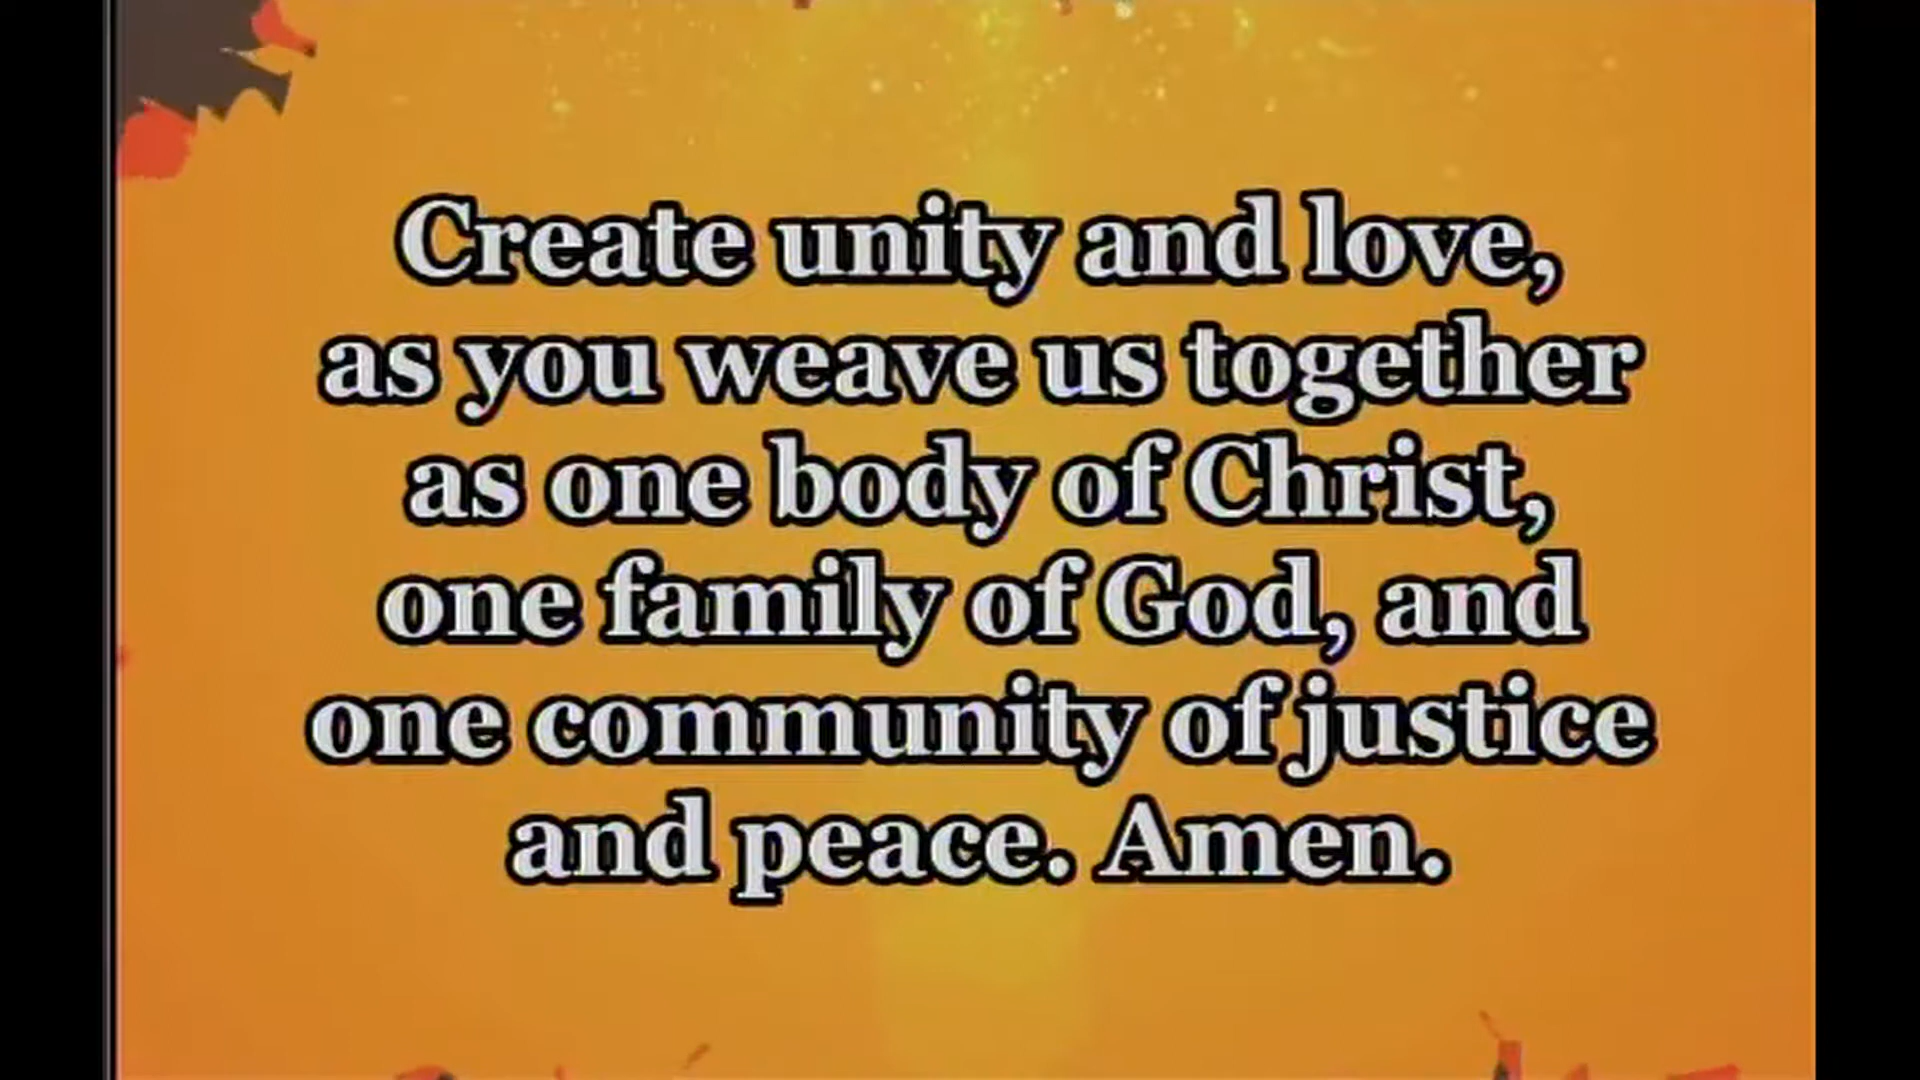 Create unity and love,
as you weave us together
as one body of Christ,
one family of God, and
one community of justice
and peace. Amen.